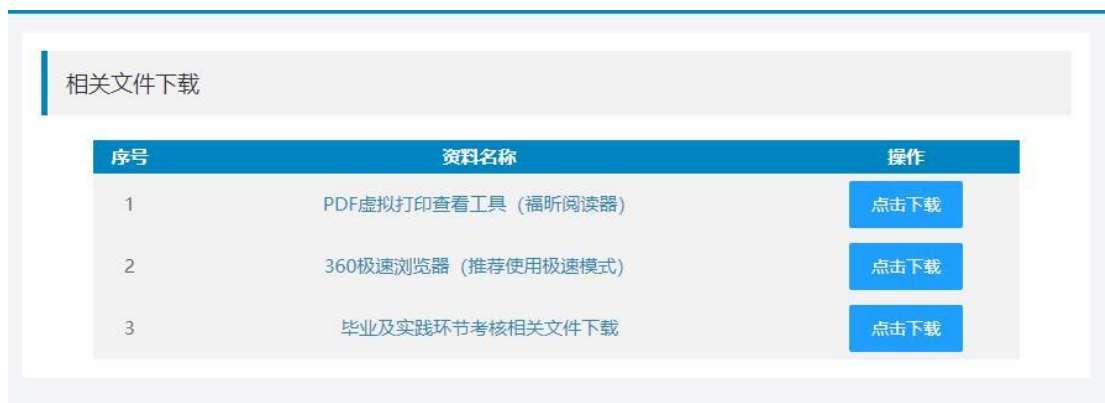 相关文件下载
序号 资料名称 操作
1 PDF虚拟打印查看工具（福昕阅读器） 点击下载
2 360极速浏览器（推荐使用极速模式） 点击下载
3 毕业及实践环节考核相关文件下载 点击下载